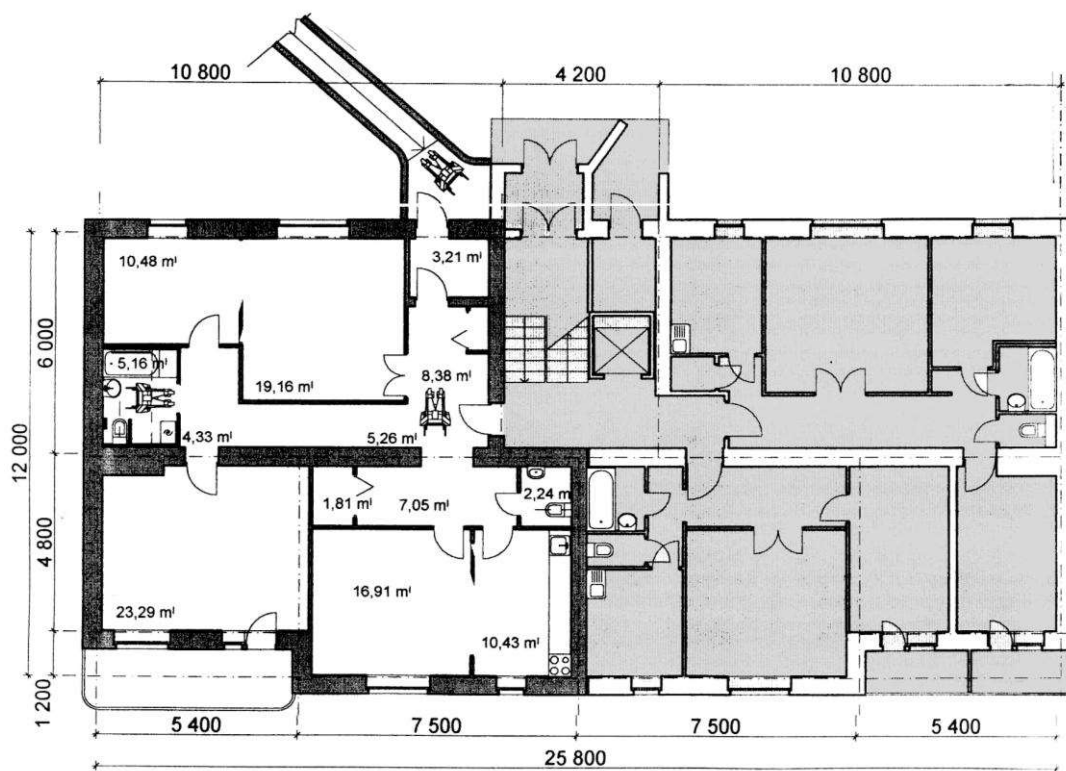 10 800
4 200
10 800
10,48 m²
3,21 m²
6 000
5,16 m²
19,16 m²
8,38 m²
4,33 m²
5,26 m²
12 000
1,81 m²
7,05 m²
2,24 m
4 800
16,91 m²
23,29 m²
10,43 m²
1 200
5 400
7 500
7 500
5 400
25 800